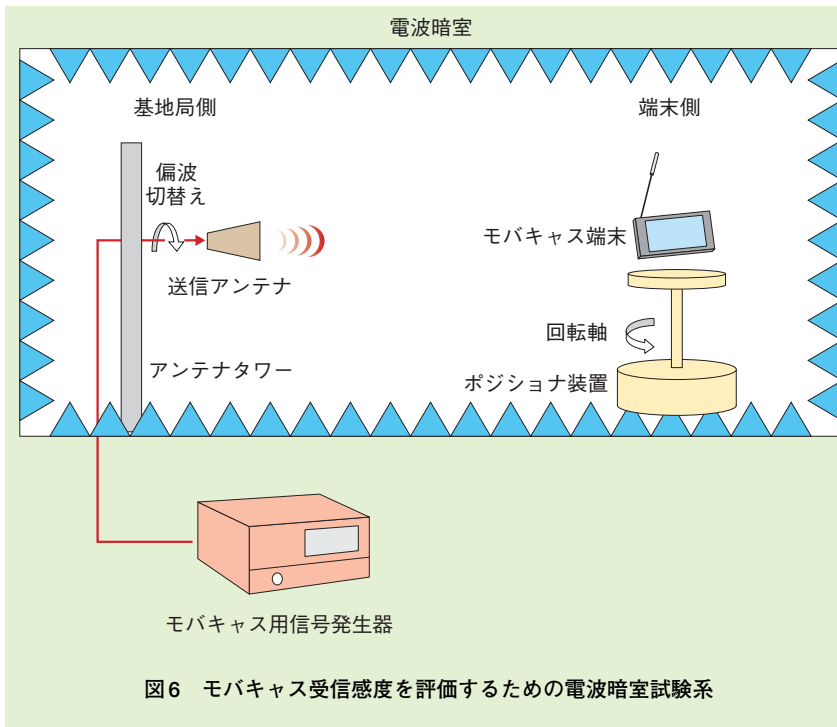 電波暗室
基地局側
端末側
偏波
切替え
モバキャス端末
送信アンテナ
回転軸
アンテナタワー
ポジショナ装置
モバキャス用信号発生器
図6 モバキャス受信感度を評価するための電波暗室試験系